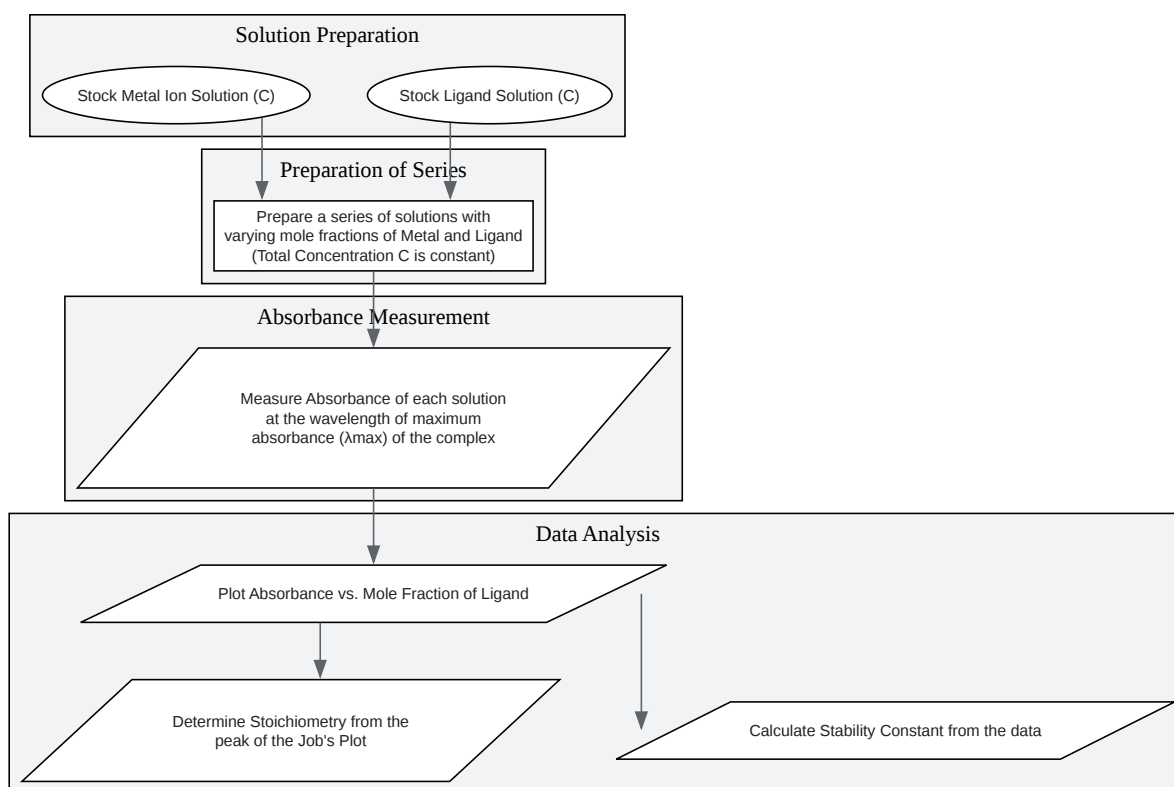 Solution Preparation
Stock Metal Ion Solution (C)
Stock Ligand Solution (C)
Preparation of Series
Prepare a series of solutions with
varying mole fractions of Metal and Ligand
(Total Concentration C is constant)
Absorbance Measurement
Measure Absorbance of each solution
at the wavelength of maximum
absorbance (λmax) of the complex
Data Analysis
Plot Absorbance vs. Mole Fraction of Ligand
Determine Stoichiometry from the
peak of the Job's Plot
Calculate Stability Constant from the data